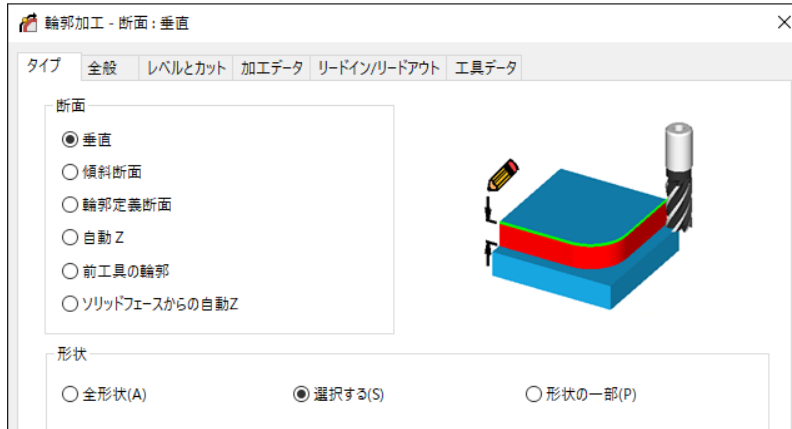 輪郭加工 - 断面 : 垂直
タイプ 全般 レベルとカット 加工データ リードイン/リードアウト 工具データ
断面
垂直
傾斜断面
輪郭定義断面
自動 Z
前工具の輪郭
ソリッドフェースからの自動Z
形状
全形状(A) 選択する(S) 形状の一部(P)